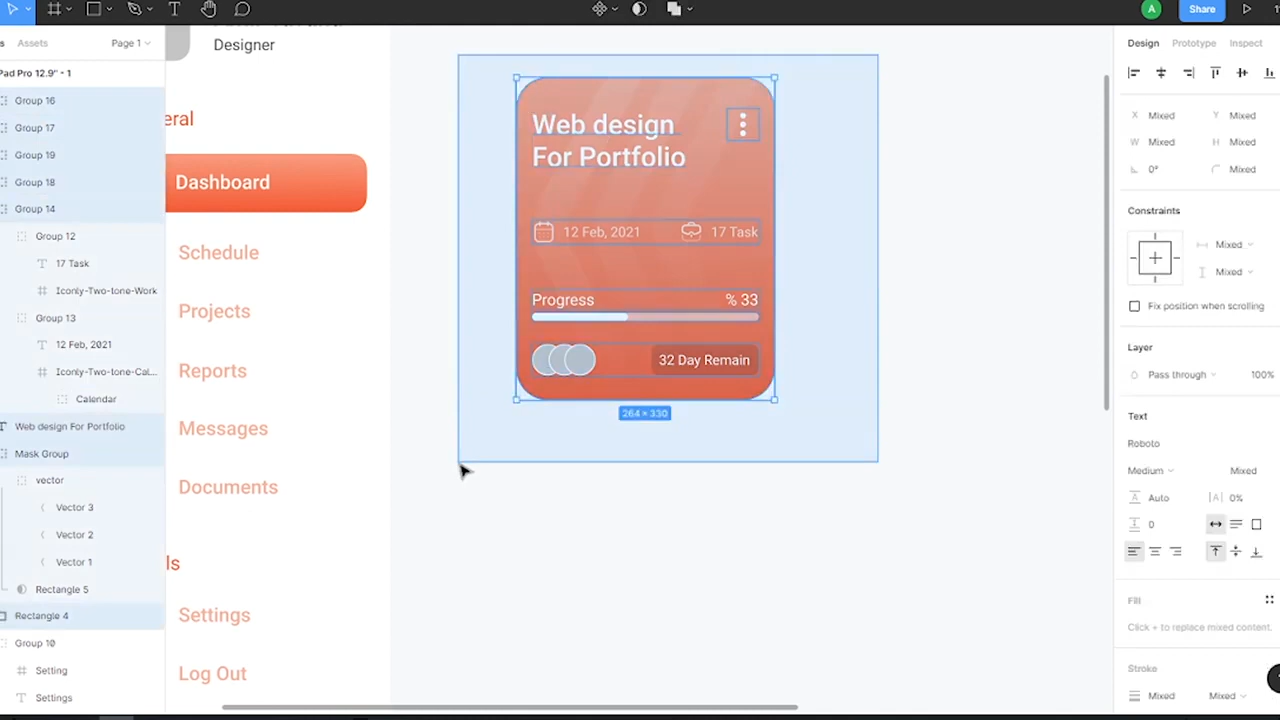 A
Share
Assets
Page 1
Designer
Design
Prototype
Inspect
Pad Pro 12.9" - 1
Group 16
Group 17
Group 19
Group 18
Group 14
Group 12
17 Task
Iconly-Two-tone-Work
Group 13
12 Feb, 2021
Iconly-Two-tone-Cal...
Calendar
Web design For Portfolio
Mask Group
vector
Vector 3
Vector 2
Vector 1
Rectangle 5
Rectangle 4
Group 10
Setting
Settings
eral
Dashboard
Schedule
Projects
Reports
Messages
Documents
ls
Settings
Log Out
Web design
For Portfolio
12 Feb, 2021
17 Task
Progress
% 33
32 Day Remain
264 × 330
X Mixed
Y Mixed
W Mixed
H Mixed
0°
Mixed
Constraints
Mixed
Mixed
Fix position when scrolling
Layer
Pass through
100%
Text
Roboto
Medium
Mixed
Auto
0%
0
Fill
Click + to replace mixed content.
Stroke
Mixed
Mixed